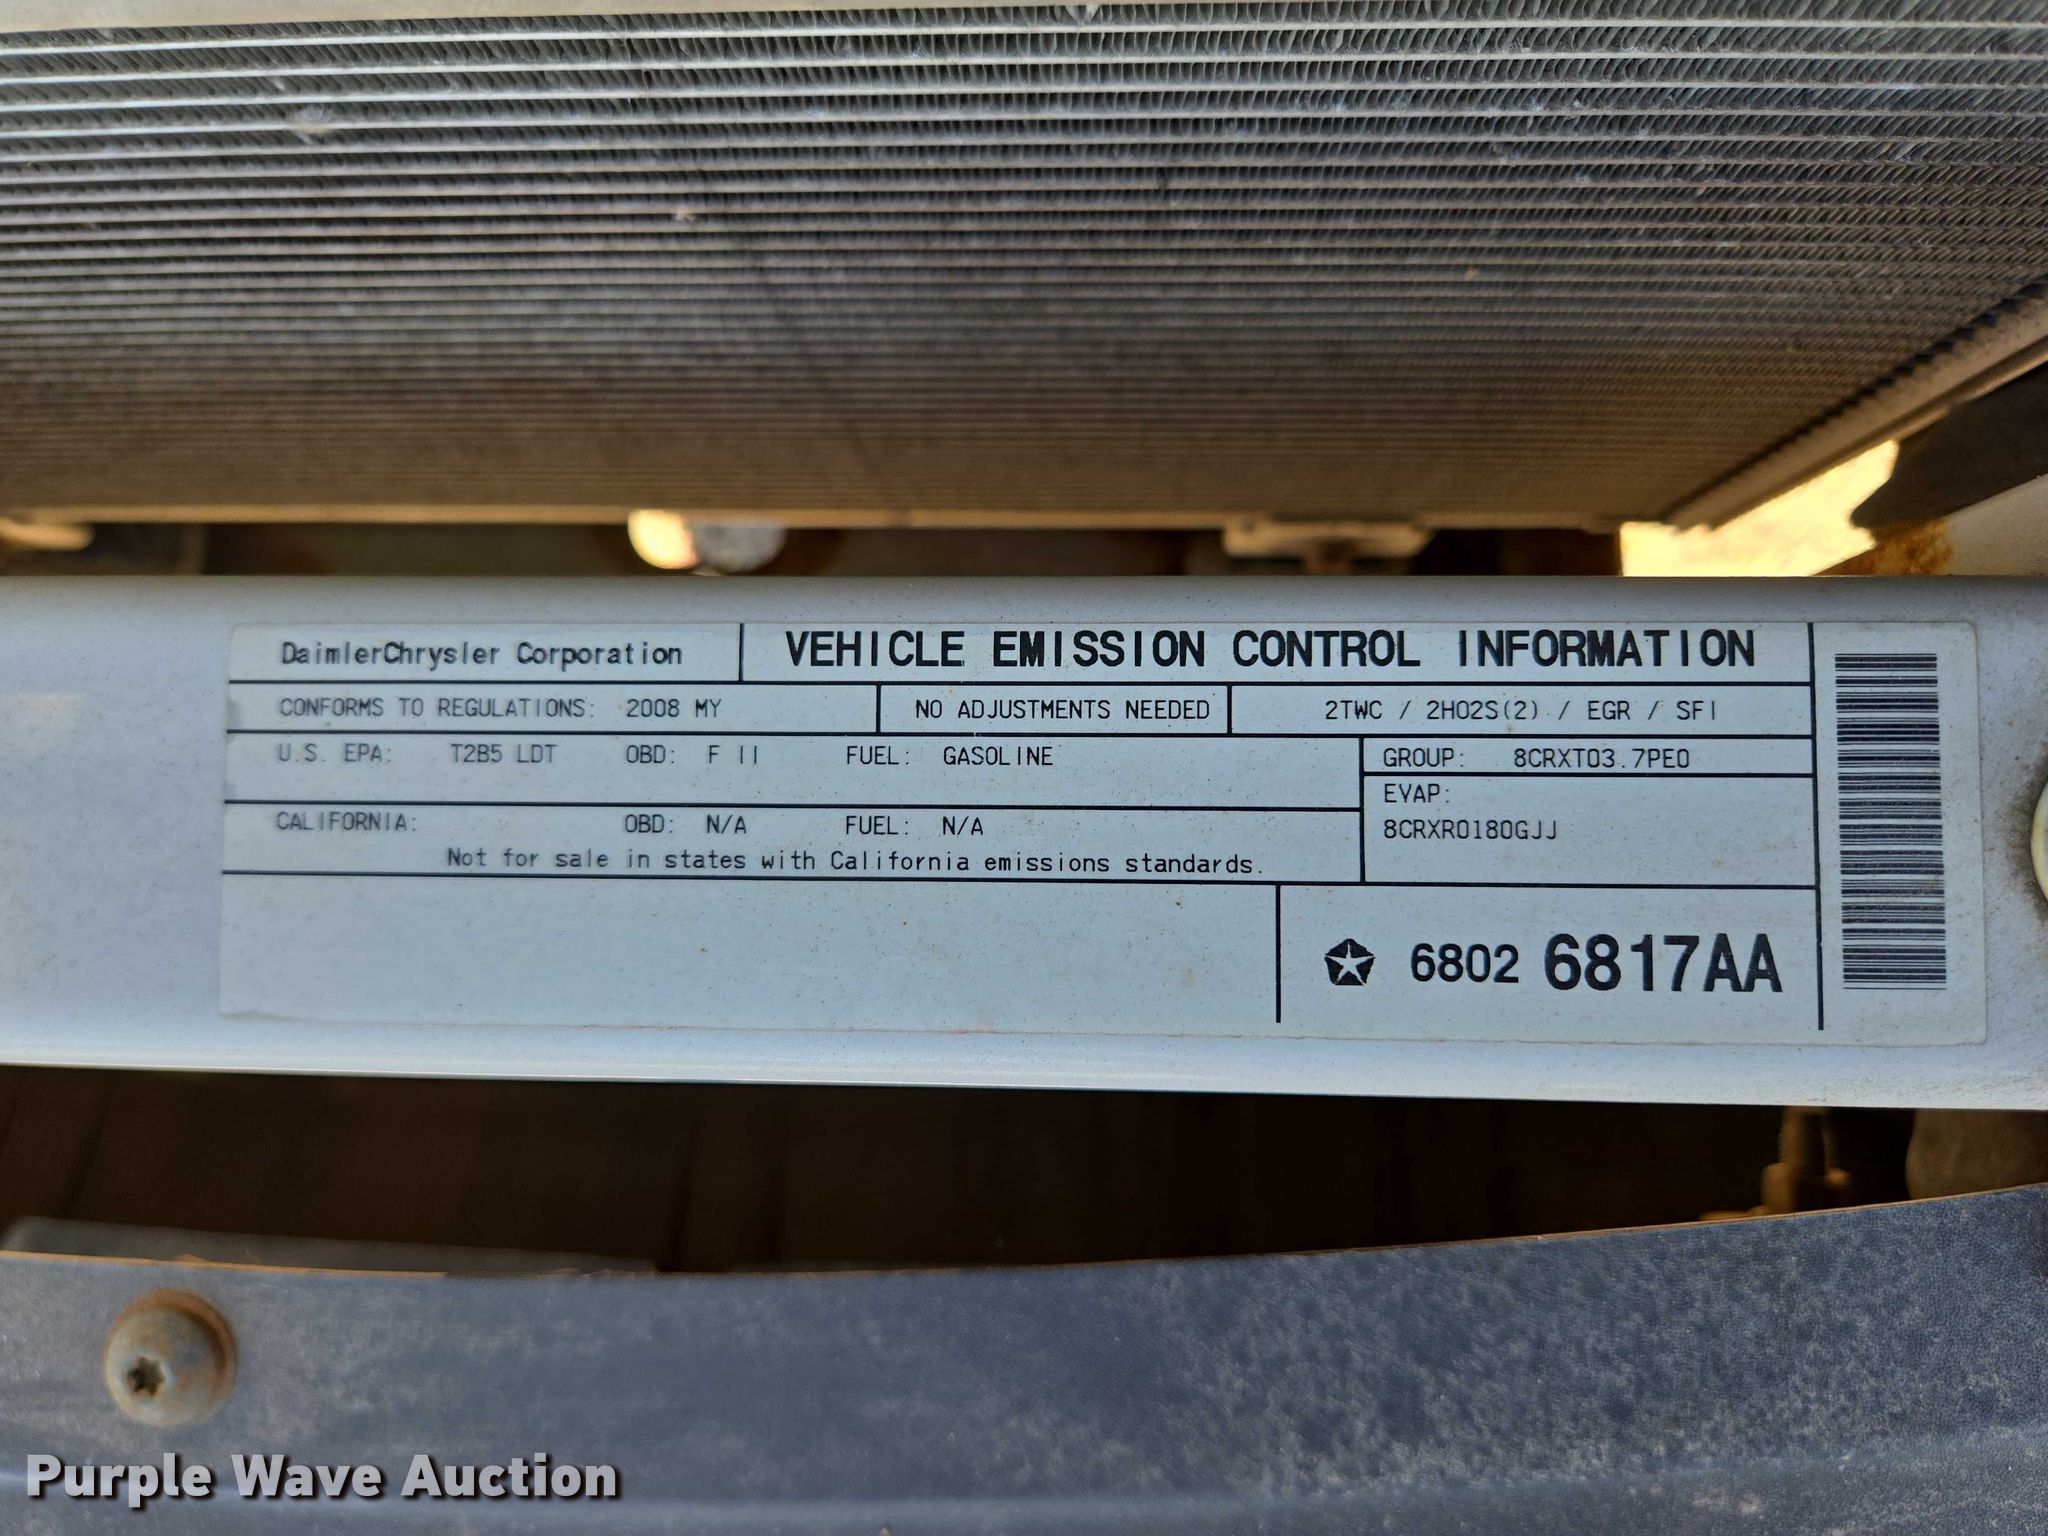 DaimlerChrysler Corporation
VEHICLE EMISSION CONTROL INFORMATION
CONFORMS TO REGULATIONS: 2008 MY
NO ADJUSTMENTS NEEDED
2TWC / 2HO2S(2) / EGR / SFI
U.S. EPA: T2B5 LDT OBD: F II FUEL: GASOLINE
GROUP: 8CRXT03.7PE0
CALIFORNIA: OBD: N/A FUEL: N/A
Not for sale in states with California emissions standards.
EVAP:
8CRXR0180GJJ
6802 6817AA
Purple Wave Auction